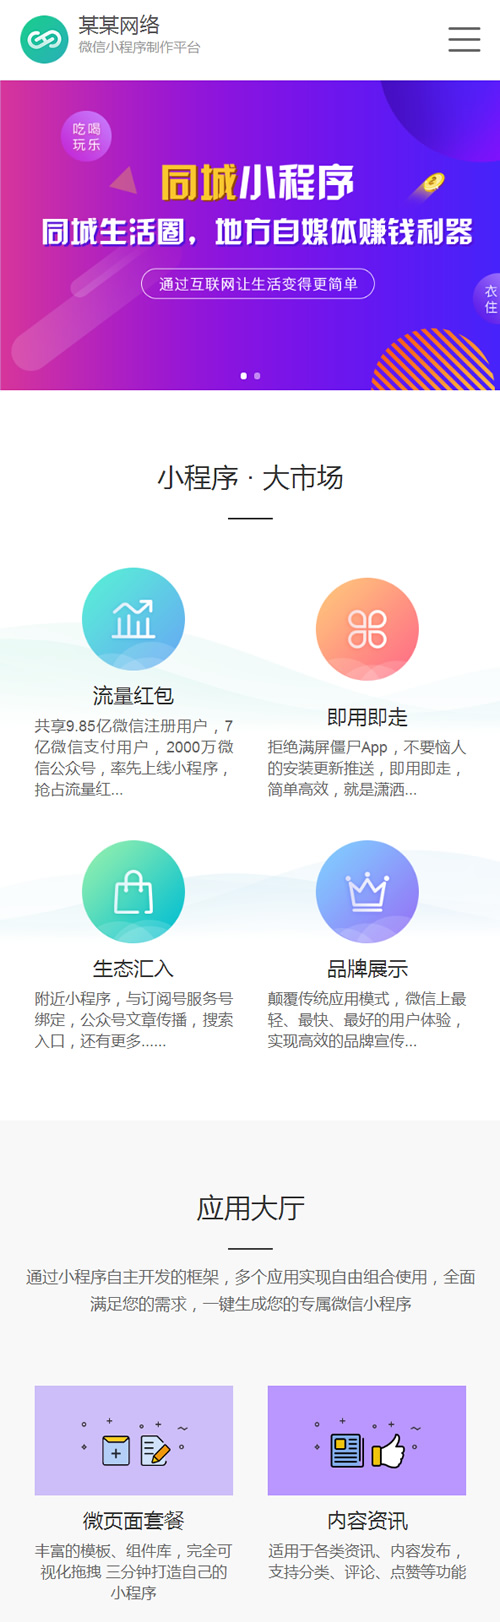 某某网络
微信小程序制作平台
吃喝
玩乐
同城小程序
同城生活圈，地方自媒体赚钱利器
通过互联网让生活变得更简单
衣
住
小程序 · 大市场
流量红包
共享9.85亿微信注册用户，7
亿微信支付用户，2000万微
信公众号，率先上线小程序，
抢占流量红...
即用即走
拒绝满屏僵尸App，不要恼人
的安装更新推送，即用即走，
简单高效，就是潇洒...
生态汇入
附近小程序，与订阅号服务号
绑定，公众号文章传播，搜索
入口，还有更多......
品牌展示
颠覆传统应用模式，微信上最
轻、最快、最好的用户体验，
实现高效的品牌宣传...
应用大厅
通过小程序自主开发的框架，多个应用实现自由组合使用，全面
满足您的需求，一键生成您的专属微信小程序
微页面套餐
丰富的模板、组件库，完全可
视化拖拽 三分钟打造自己的
小程序
内容资讯
适用于各类资讯、内容发布，
支持分类、评论、点赞等功能